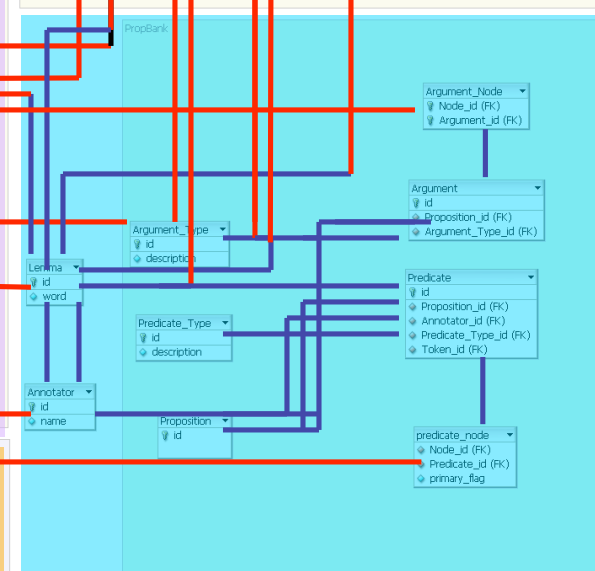 PropBank
Argument_Node
Node_id (FK)
Argument_id (FK)
Argument
id
Proposition_id (FK)
Argument_Type_id (FK)
Argument_Type
id
description
Lemma
id
word
Predicate
id
Proposition_id (FK)
Annotator_id (FK)
Predicate_Type_id (FK)
Token_id (FK)
Predicate_Type
id
description
Annotator
id
name
Proposition
id
predicate_node
Node_id (FK)
Predicate_id (FK)
primary_flag